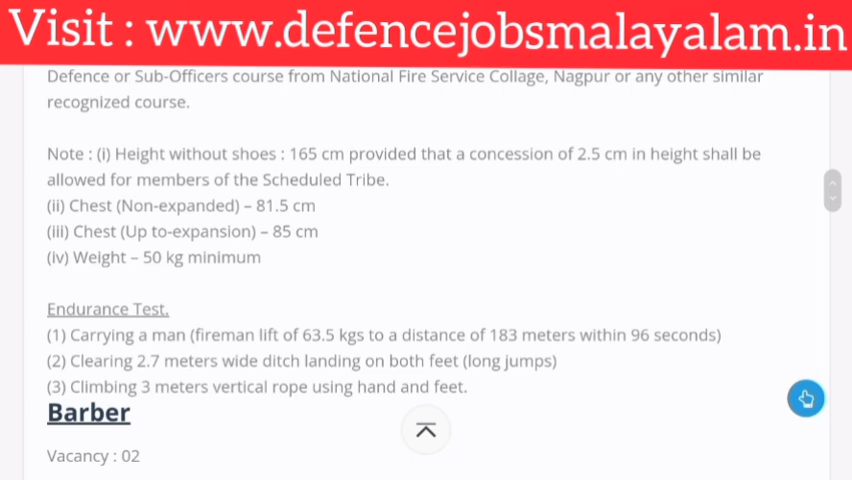 Visit : www.defencejobsmalayalam.in
Defence or Sub-Officers course from National Fire Service Collage, Nagpur or any other similar
recognized course.
Note : (i) Height without shoes : 165 cm provided that a concession of 2.5 cm in height shall be
allowed for members of the Scheduled Tribe.
(ii) Chest (Non-expanded) – 81.5 cm
(iii) Chest (Up to-expansion) – 85 cm
(iv) Weight – 50 kg minimum
Endurance Test.
(1) Carrying a man (fireman lift of 63.5 kgs to a distance of 183 meters within 96 seconds)
(2) Clearing 2.7 meters wide ditch landing on both feet (long jumps)
(3) Climbing 3 meters vertical rope using hand and feet.
Barber
Vacancy : 02